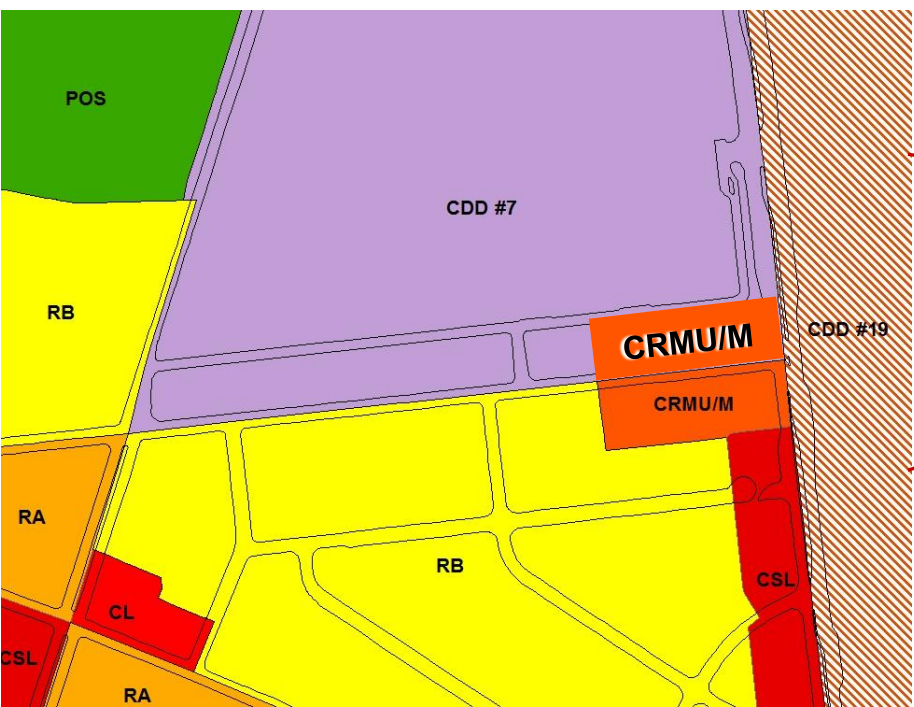 POS
CDD #7
RB
CRMU/M
CDD #19
CRMU/M
RA
RB
CSL
CL
CSL
RA